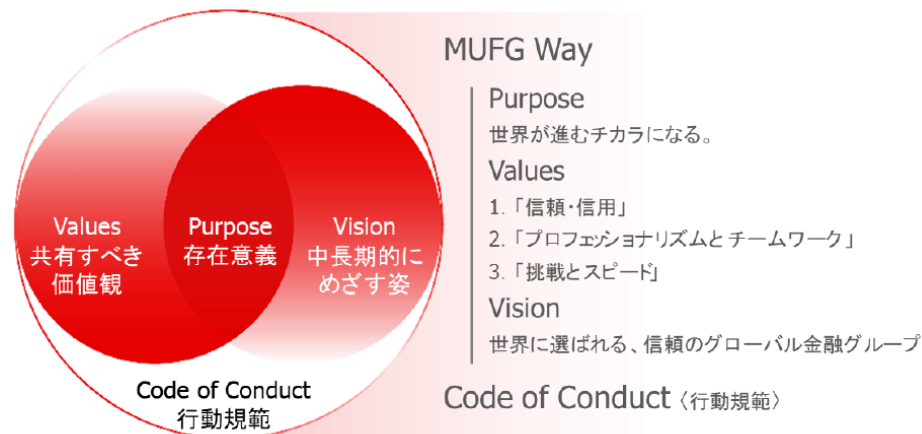 Values
共有すべき
価値観
Purpose
存在意義
Vision
中長期的に
めざす姿
Code of Conduct
行動規範
MUFG Way
Purpose
世界が進むチカラになる。
Values
1.「信頼・信用」
2.「プロフェッショナリズムとチームワーク」
3.「挑戦とスピード」
Vision
世界に選ばれる、信頼のグローバル金融グループ
Code of Conduct〈行動規範〉